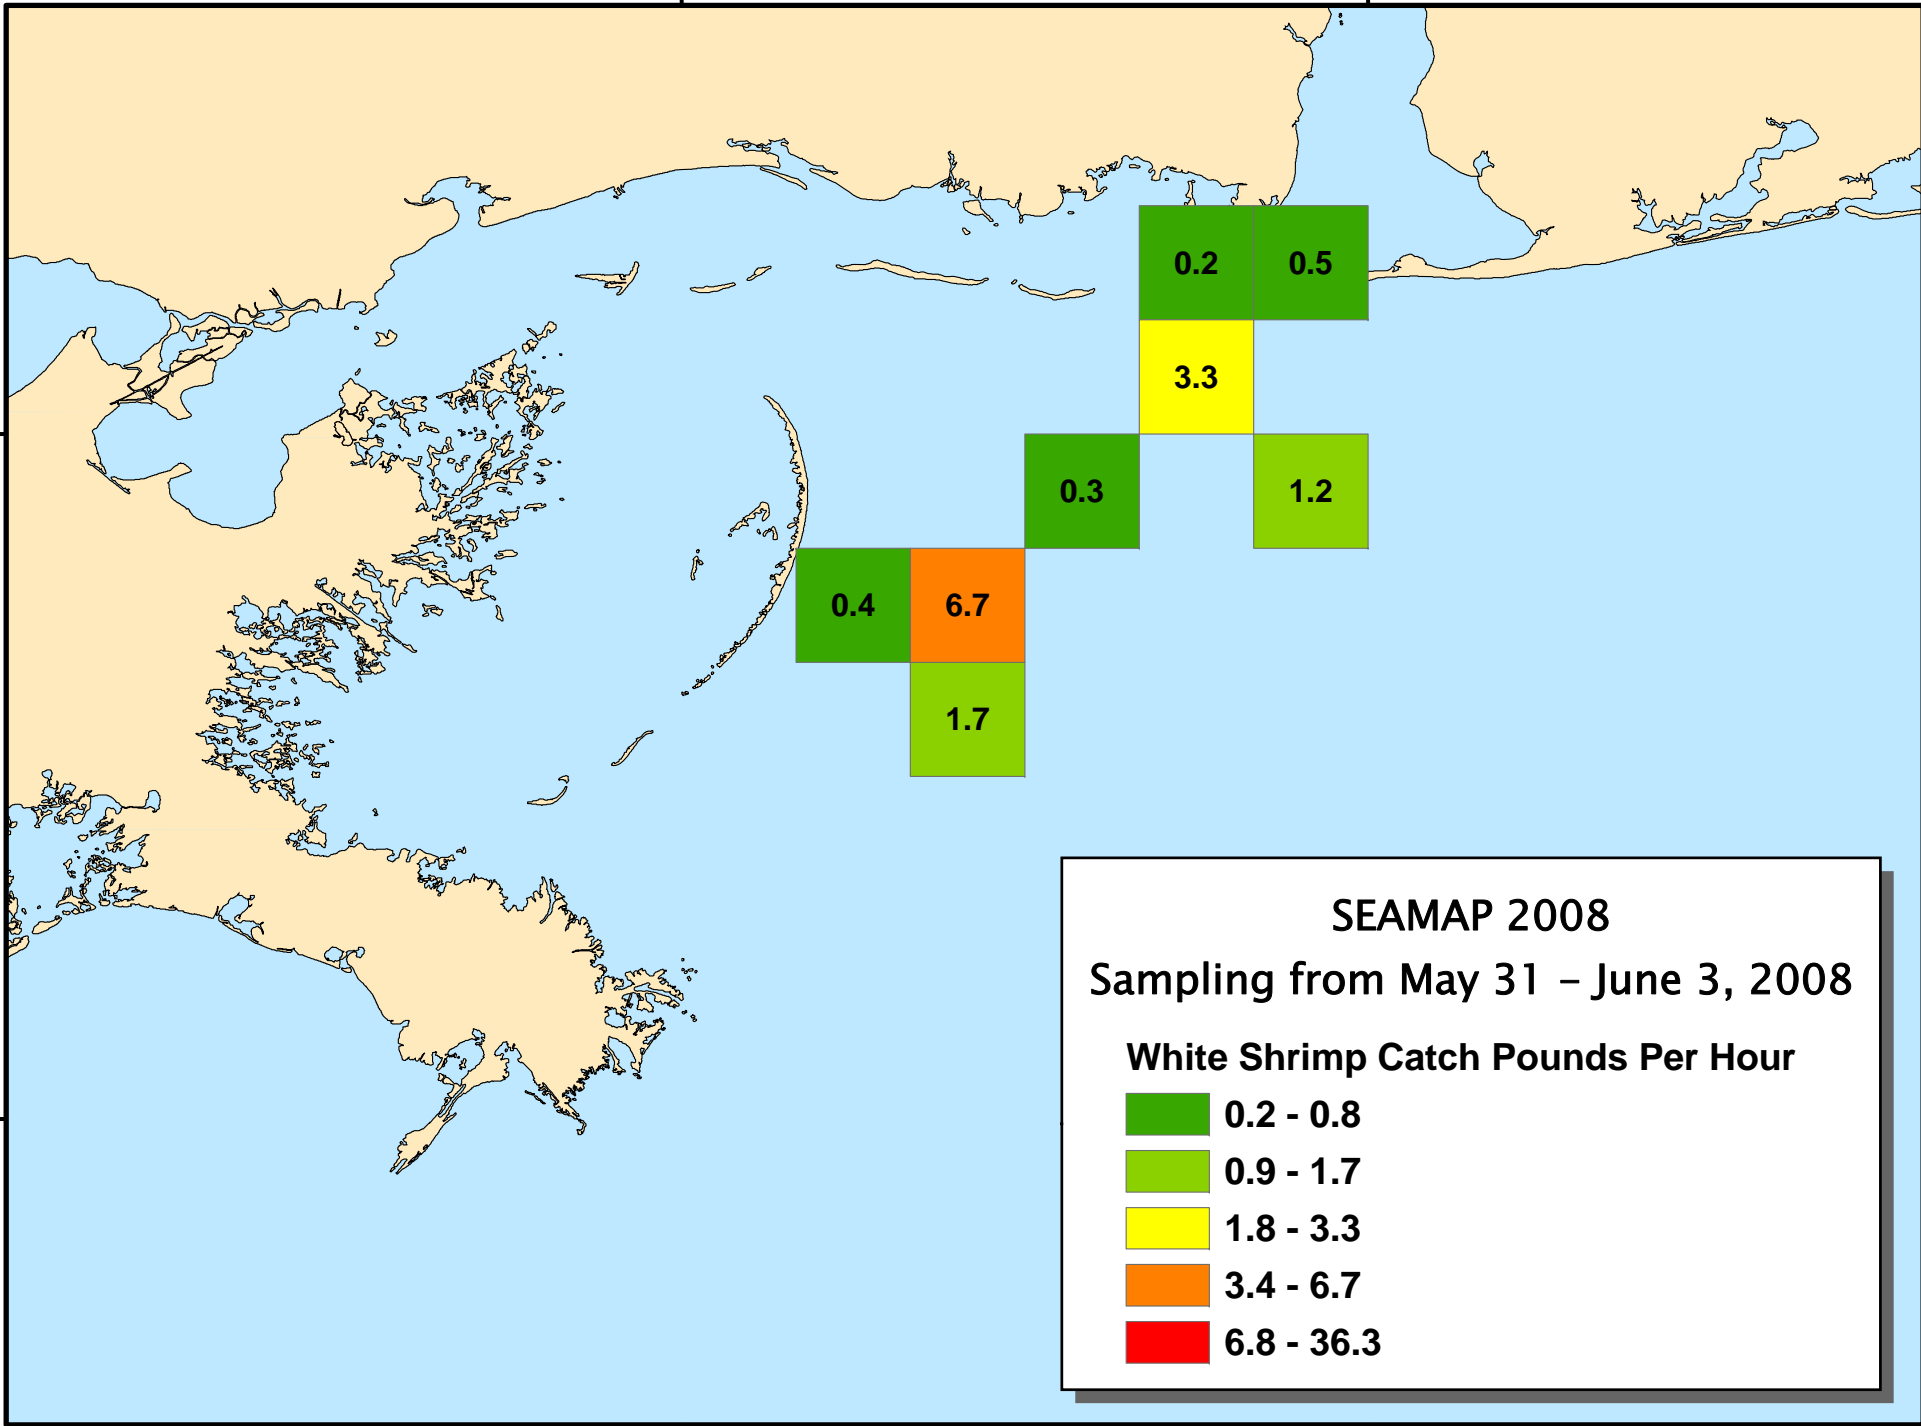 0.2 0.5
3.3
0.3 1.2
0.4 6.7
1.7
SEAMAP 2008
Sampling from May 31 – June 3, 2008
White Shrimp Catch Pounds Per Hour
0.2 - 0.8
0.9 - 1.7
1.8 - 3.3
3.4 - 6.7
6.8 - 36.3